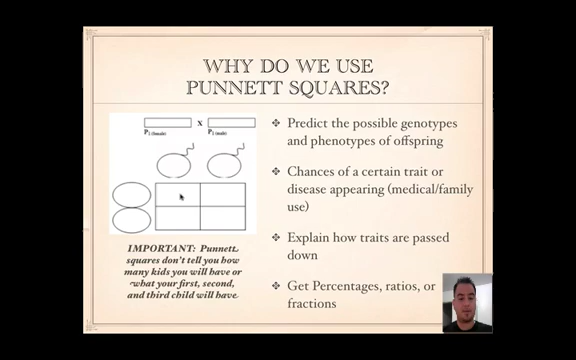 WHY DO WE USE
PUNNETT SQUARES?
X
P1 (female)
P1 (male)
IMPORTANT: Punnett
squares don't tell you how
many kids you will have or
what your first, second,
and third child will have
Predict the possible genotypes
and phenotypes of offspring
Chances of a certain trait or
disease appearing (medical/family
use)
Explain how traits are passed
down
Get Percentages, ratios, or
fractions